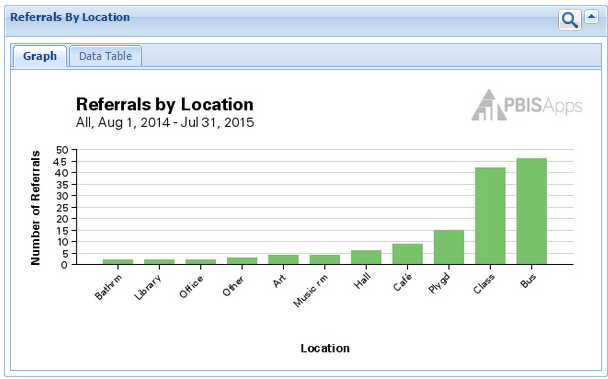 Referrals By Location
Graph
Data Table
Referrals by Location
All, Aug 1, 2014 - Jul 31, 2015
PBISApps
Number of Referrals
50
45
40
35
30
25
20
15
10
5
0
Bathrm
Library
Office
Other
Art
Music rm
Hall
Café
Plygd
Class
Bus
Location